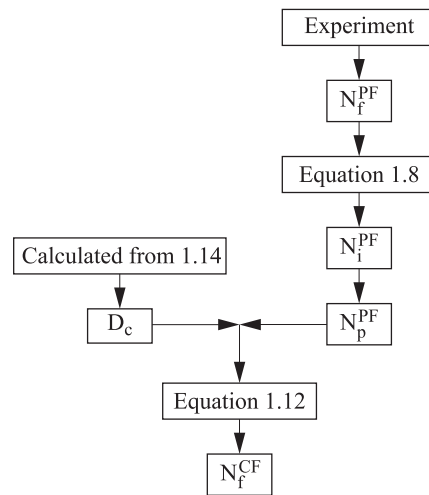 Experiment
N_f^PF
Equation 1.8
N_i^PF
Calculated from 1.14
D_c
N_p^PF
Equation 1.12
N_f^CF